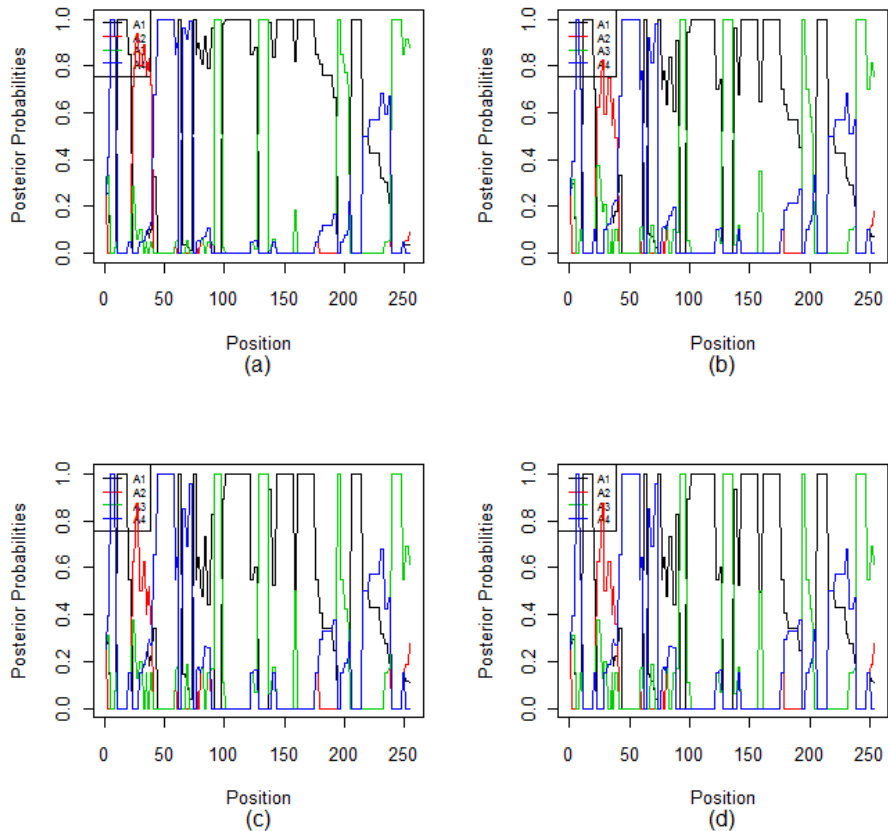 Posterior Probabilities
1.0
0.8
0.6
0.4
0.2
0.0
A1
A2
A3
A4
0 50 100 150 200 250
Position
(a)
Posterior Probabilities
1.0
0.8
0.6
0.4
0.2
0.0
A1
A2
A3
A4
0 50 100 150 200 250
Position
(b)
Posterior Probabilities
1.0
0.8
0.6
0.4
0.2
0.0
A1
A2
A3
A4
0 50 100 150 200 250
Position
(c)
Posterior Probabilities
1.0
0.8
0.6
0.4
0.2
0.0
A1
A2
A3
A4
0 50 100 150 200 250
Position
(d)